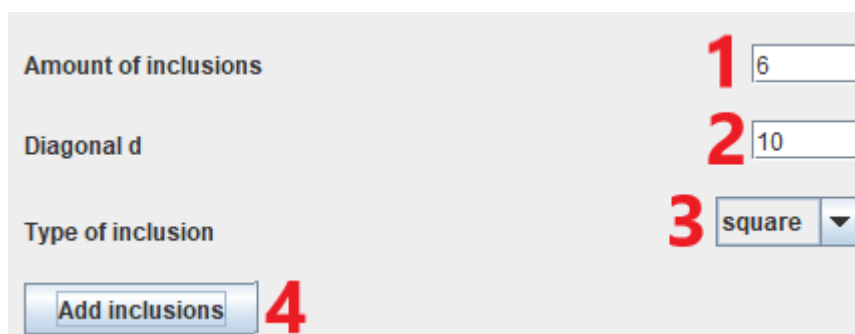 Amount of inclusions 1 6
Diagonal d 2 10
Type of inclusion 3 square
Add inclusions 4